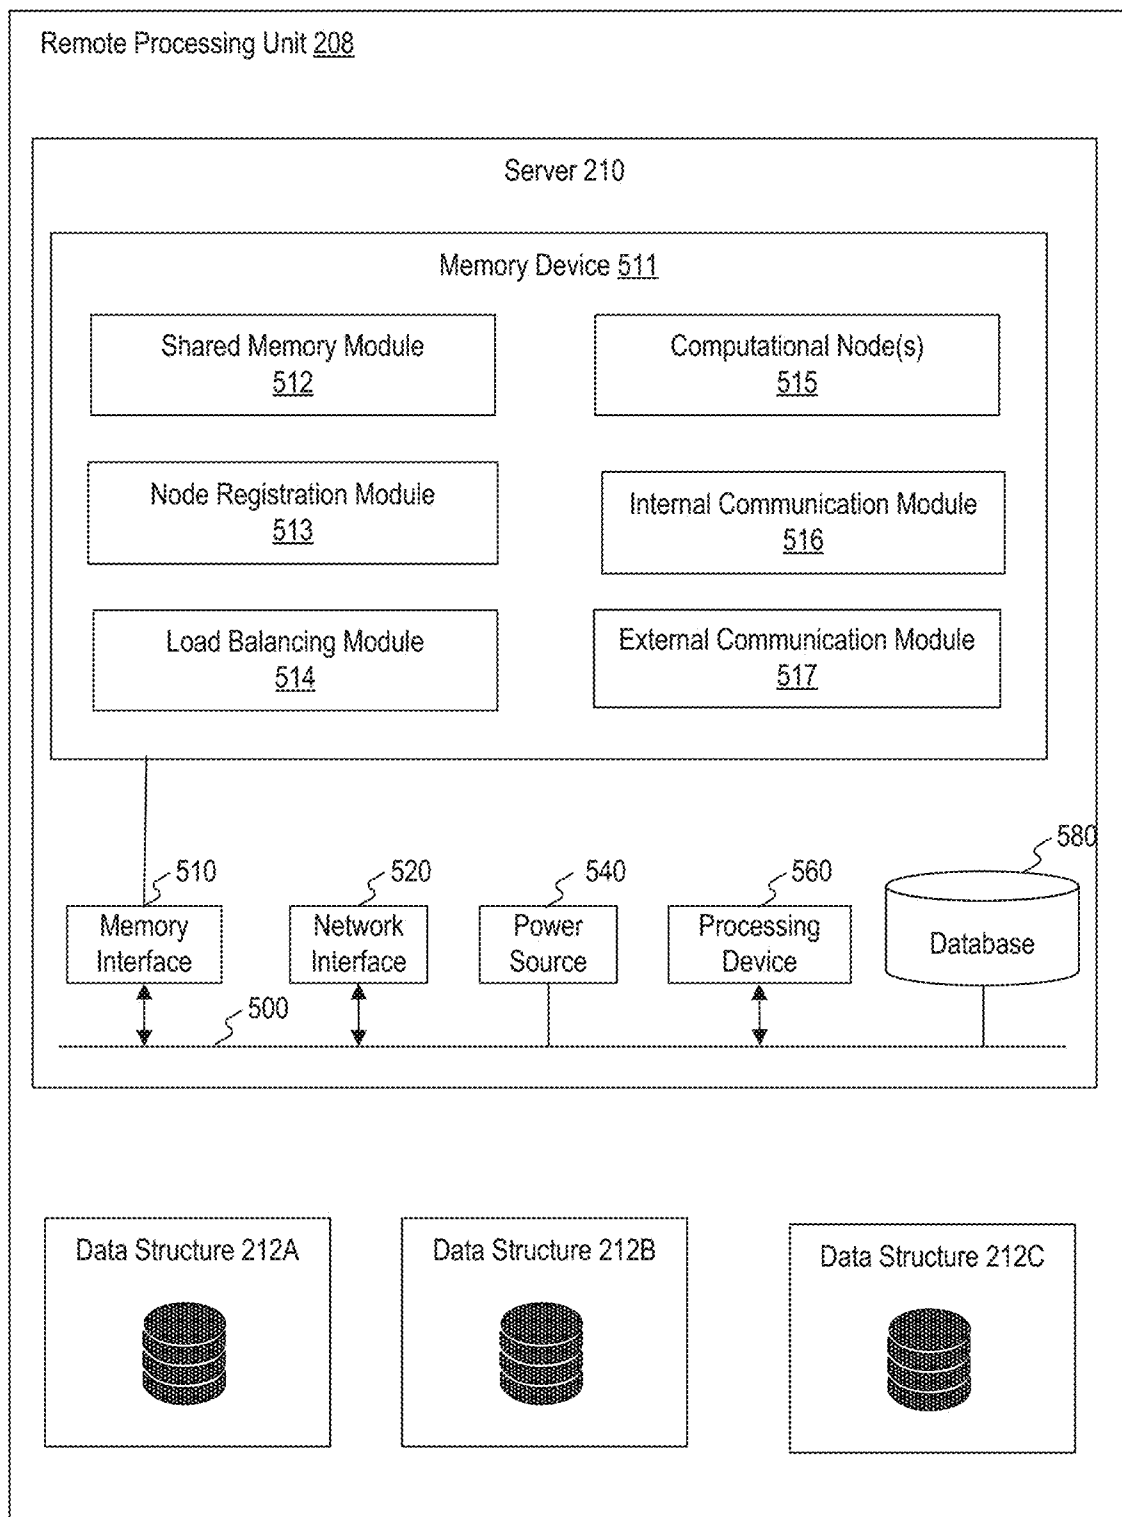 Remote Processing Unit 208
Server 210
Memory Device 511
Shared Memory Module
512
Computational Node(s)
515
Node Registration Module
513
Internal Communication Module
516
Load Balancing Module
514
External Communication Module
517
510
520
540
560
580
Memory
Interface
Network
Interface
Power
Source
Processing
Device
Database
500
Data Structure 212A
Data Structure 212B
Data Structure 212C